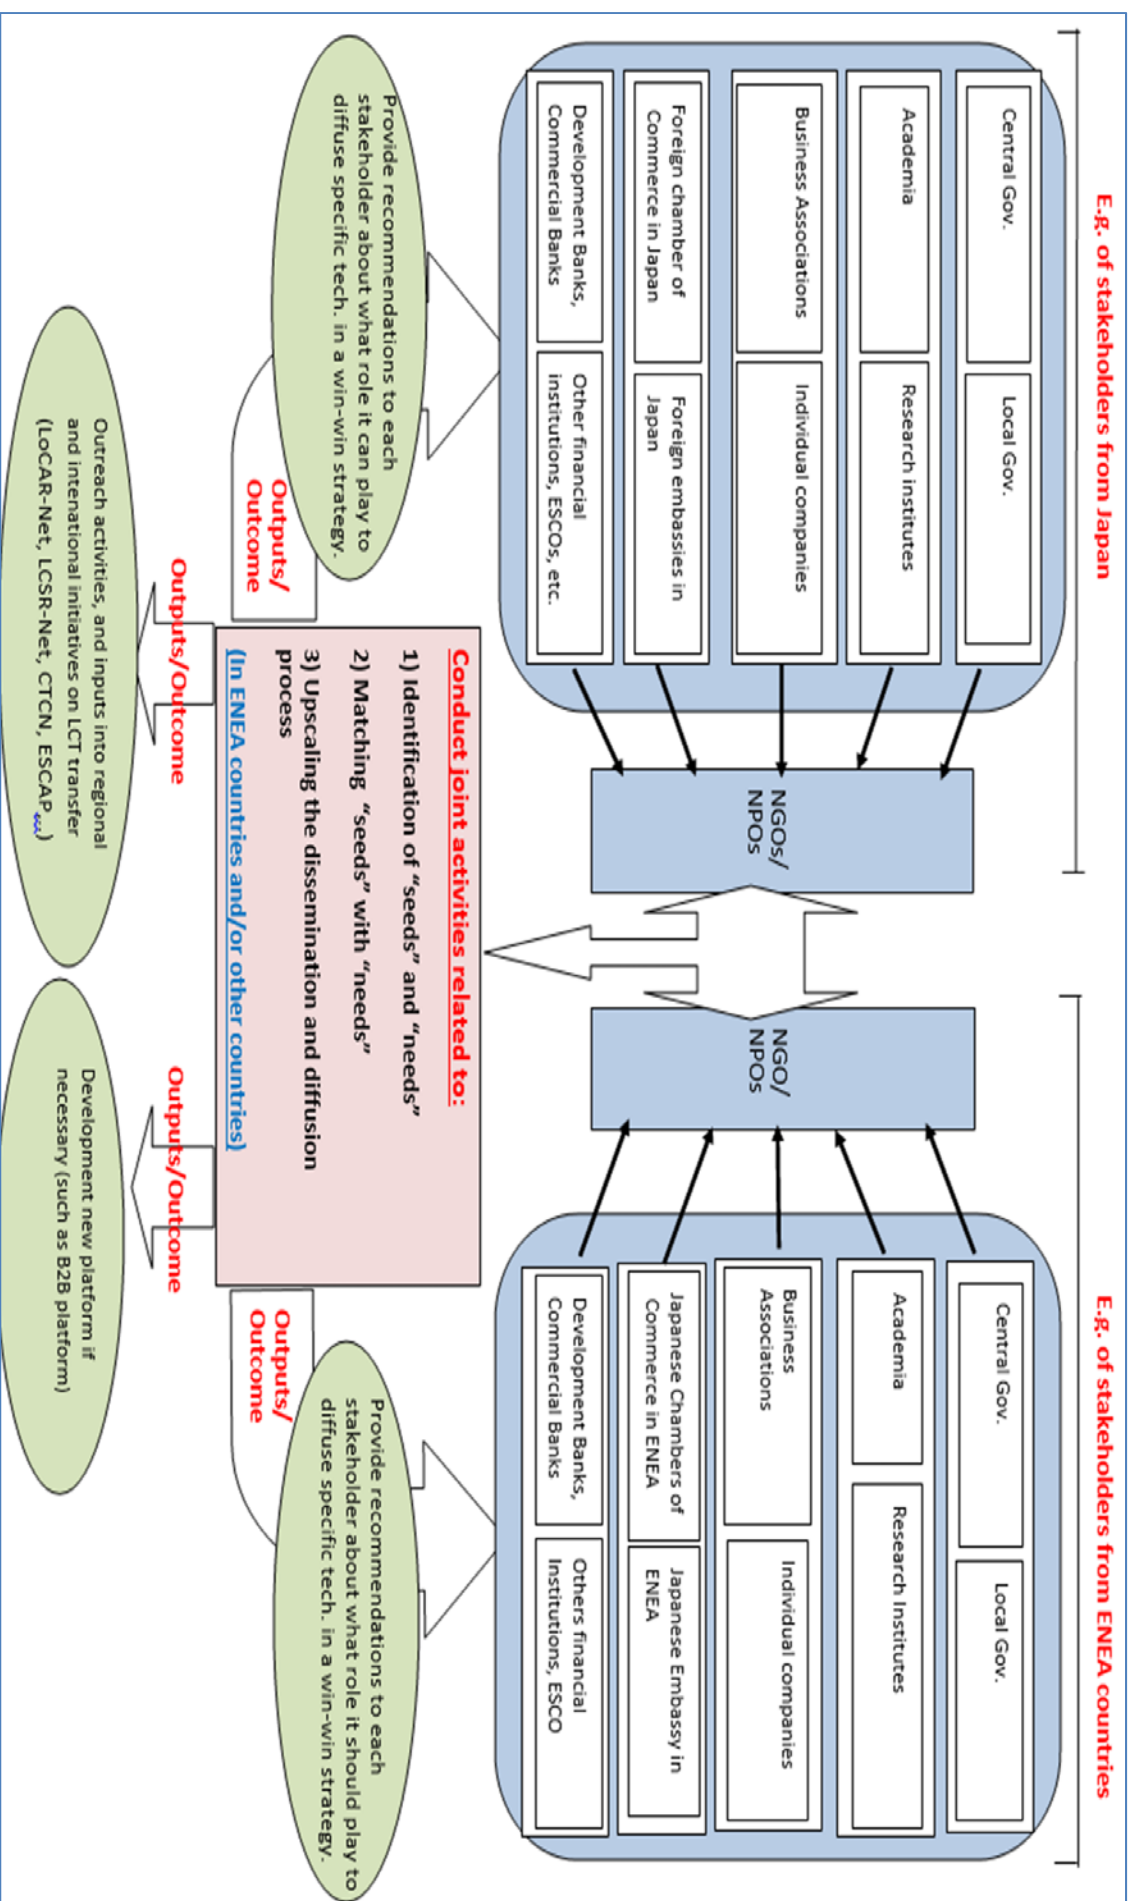 E.g. of stakeholders from Japan
Central Gov.
Local Gov.
Academia
Research institutes
Business Associations
Individual companies
Foreign chamber of
Commerce in Japan
Foreign embassies in
Japan
Development Banks,
Commercial Banks
Other financial
institutions, ESCOs, etc.
NGOs/
NPOs
E.g. of stakeholders from ENEA countries
NGO/
NPOs
Central Gov.
Local Gov.
Academia
Research Institutes
Business
Associations
Individual companies
Japanese Chambers of
Commerce in ENEA
Japanese Embassy in
ENEA
Development Banks,
Commercial Banks
Others financial
Institutions, ESCO
Provide recommendations to each
stakeholder about what role it can play to
diffuse specific tech. in a win-win strategy.
Outputs/
Outcome
Conduct joint activities related to:
1) Identification of “seeds” and “needs”
2) Matching “seeds” with “needs”
3) Upscaling the dissemination and diffusion
process
(In ENEA countries and/or other countries)
Outputs/
Outcome
Provide recommendations to each
stakeholder about what role it should play to
diffuse specific tech. in a win-win strategy.
Outputs/Outcome
Outputs/Outcome
Outreach activities, and inputs into regional
and intenational initiatives on LCT transfer
(LoCAR-Net, LCSR-Net, CTCN, ESCAP…)
Development new platform if
necessary (such as B2B platform)